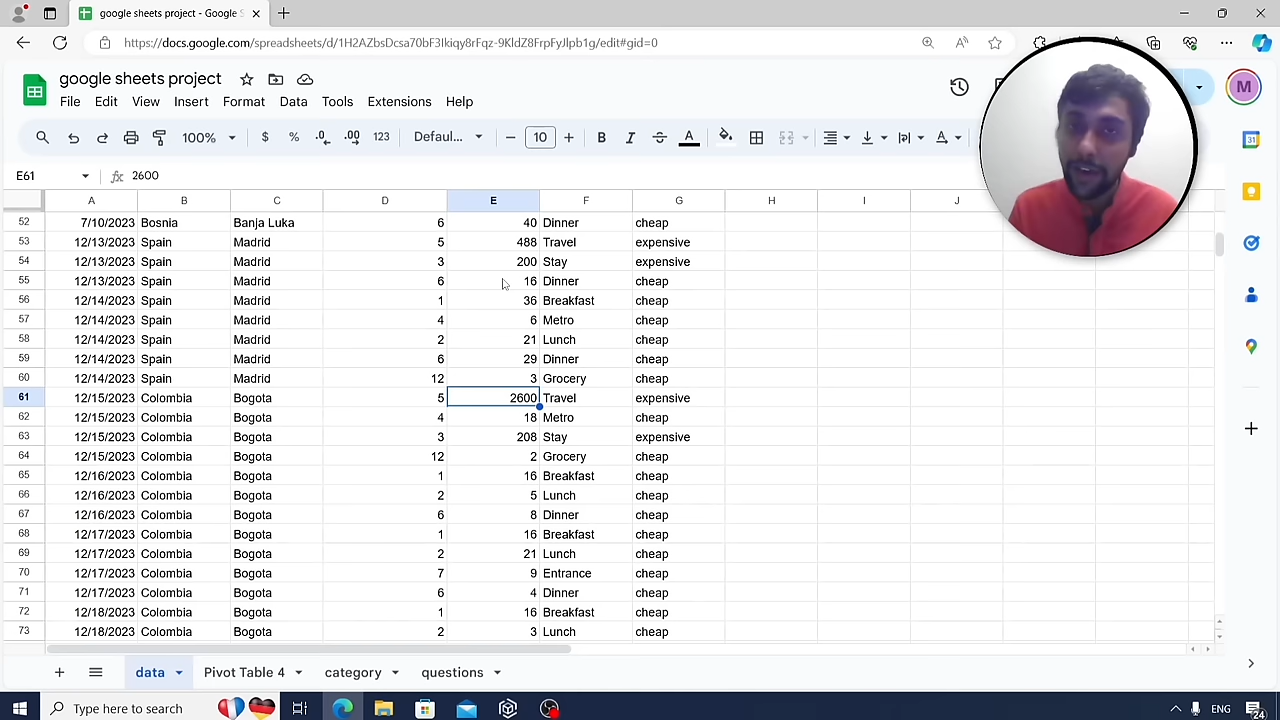 google sheets project - Google S
https://docs.google.com/spreadsheets/d/1H2AZhsDsra70bF3Ikiqy8rFqz-9KldZ8FrpFyJlpb1g/edit#gid=0
google sheets project
File Edit View Insert Format Data Tools Extensions Help
M
100% $ % .0 .00 123 Defaul... − 10 + B I A
31
E61 fx 2600
A B C D E F G H I J
52 7/10/2023 Bosnia Banja Luka 6 40 Dinner cheap
53 12/13/2023 Spain Madrid 5 488 Travel expensive
54 12/13/2023 Spain Madrid 3 200 Stay expensive
55 12/13/2023 Spain Madrid 6 16 Dinner cheap
56 12/14/2023 Spain Madrid 1 36 Breakfast cheap
57 12/14/2023 Spain Madrid 4 6 Metro cheap
58 12/14/2023 Spain Madrid 2 21 Lunch cheap
59 12/14/2023 Spain Madrid 6 29 Dinner cheap
60 12/14/2023 Spain Madrid 12 3 Grocery cheap
61 12/15/2023 Colombia Bogota 5 2600 Travel expensive
62 12/15/2023 Colombia Bogota 4 18 Metro cheap
63 12/15/2023 Colombia Bogota 3 208 Stay expensive
64 12/15/2023 Colombia Bogota 12 2 Grocery cheap
65 12/16/2023 Colombia Bogota 1 16 Breakfast cheap
66 12/16/2023 Colombia Bogota 2 5 Lunch cheap
67 12/16/2023 Colombia Bogota 6 8 Dinner cheap
68 12/17/2023 Colombia Bogota 1 16 Breakfast cheap
69 12/17/2023 Colombia Bogota 2 21 Lunch cheap
70 12/17/2023 Colombia Bogota 7 9 Entrance cheap
71 12/17/2023 Colombia Bogota 6 4 Dinner cheap
72 12/18/2023 Colombia Bogota 1 16 Breakfast cheap
73 12/18/2023 Colombia Bogota 2 3 Lunch cheap
data Pivot Table 4 category questions
Type here to search
ENG
24